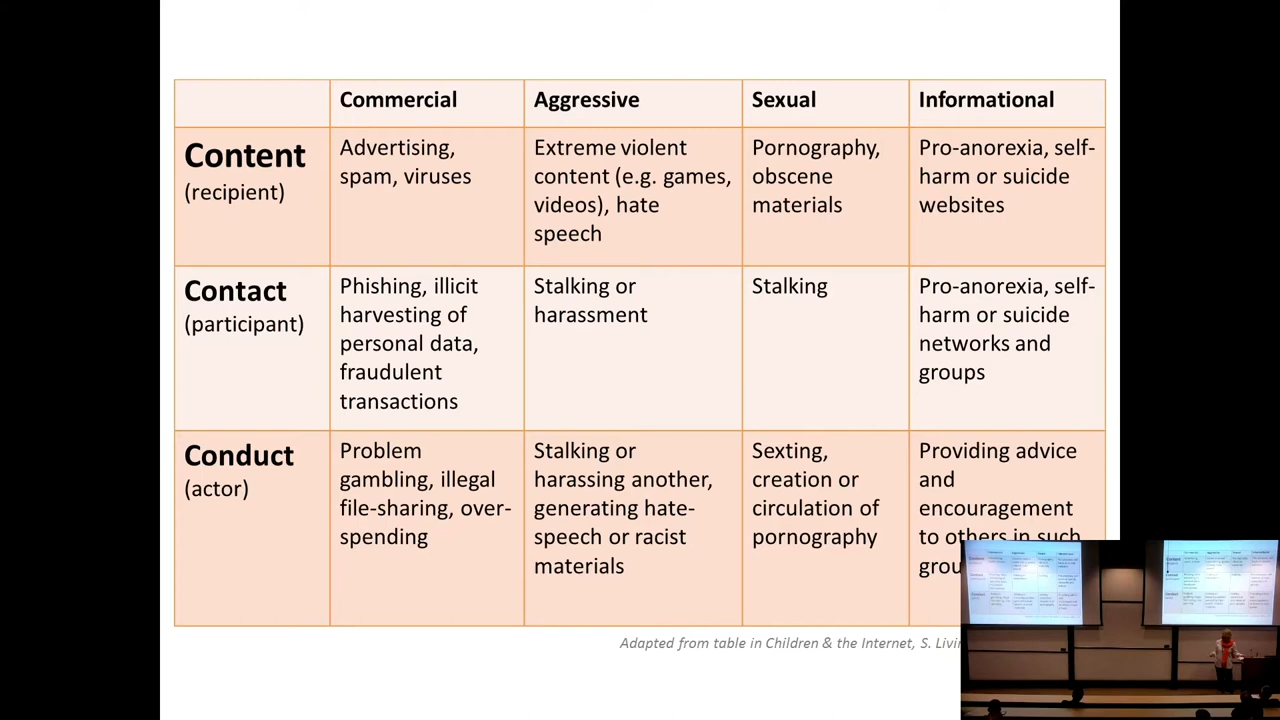 Commercial
Aggressive
Sexual
Informational
Content
(recipient)
Advertising,
spam, viruses
Extreme violent
content (e.g. games,
videos), hate
speech
Pornography,
obscene
materials
Pro-anorexia, self-
harm or suicide
websites
Contact
(participant)
Phishing, illicit
harvesting of
personal data,
fraudulent
transactions
Stalking or
harassment
Stalking
Pro-anorexia, self-
harm or suicide
networks and
groups
Conduct
(actor)
Problem
gambling, illegal
file-sharing, over-
spending
Stalking or
harassing another,
generating hate-
speech or racist
materials
Sexting,
creation or
circulation of
pornography
Providing advice
and
encouragement
to others in such
Adapted from table in Children & the Internet, S.